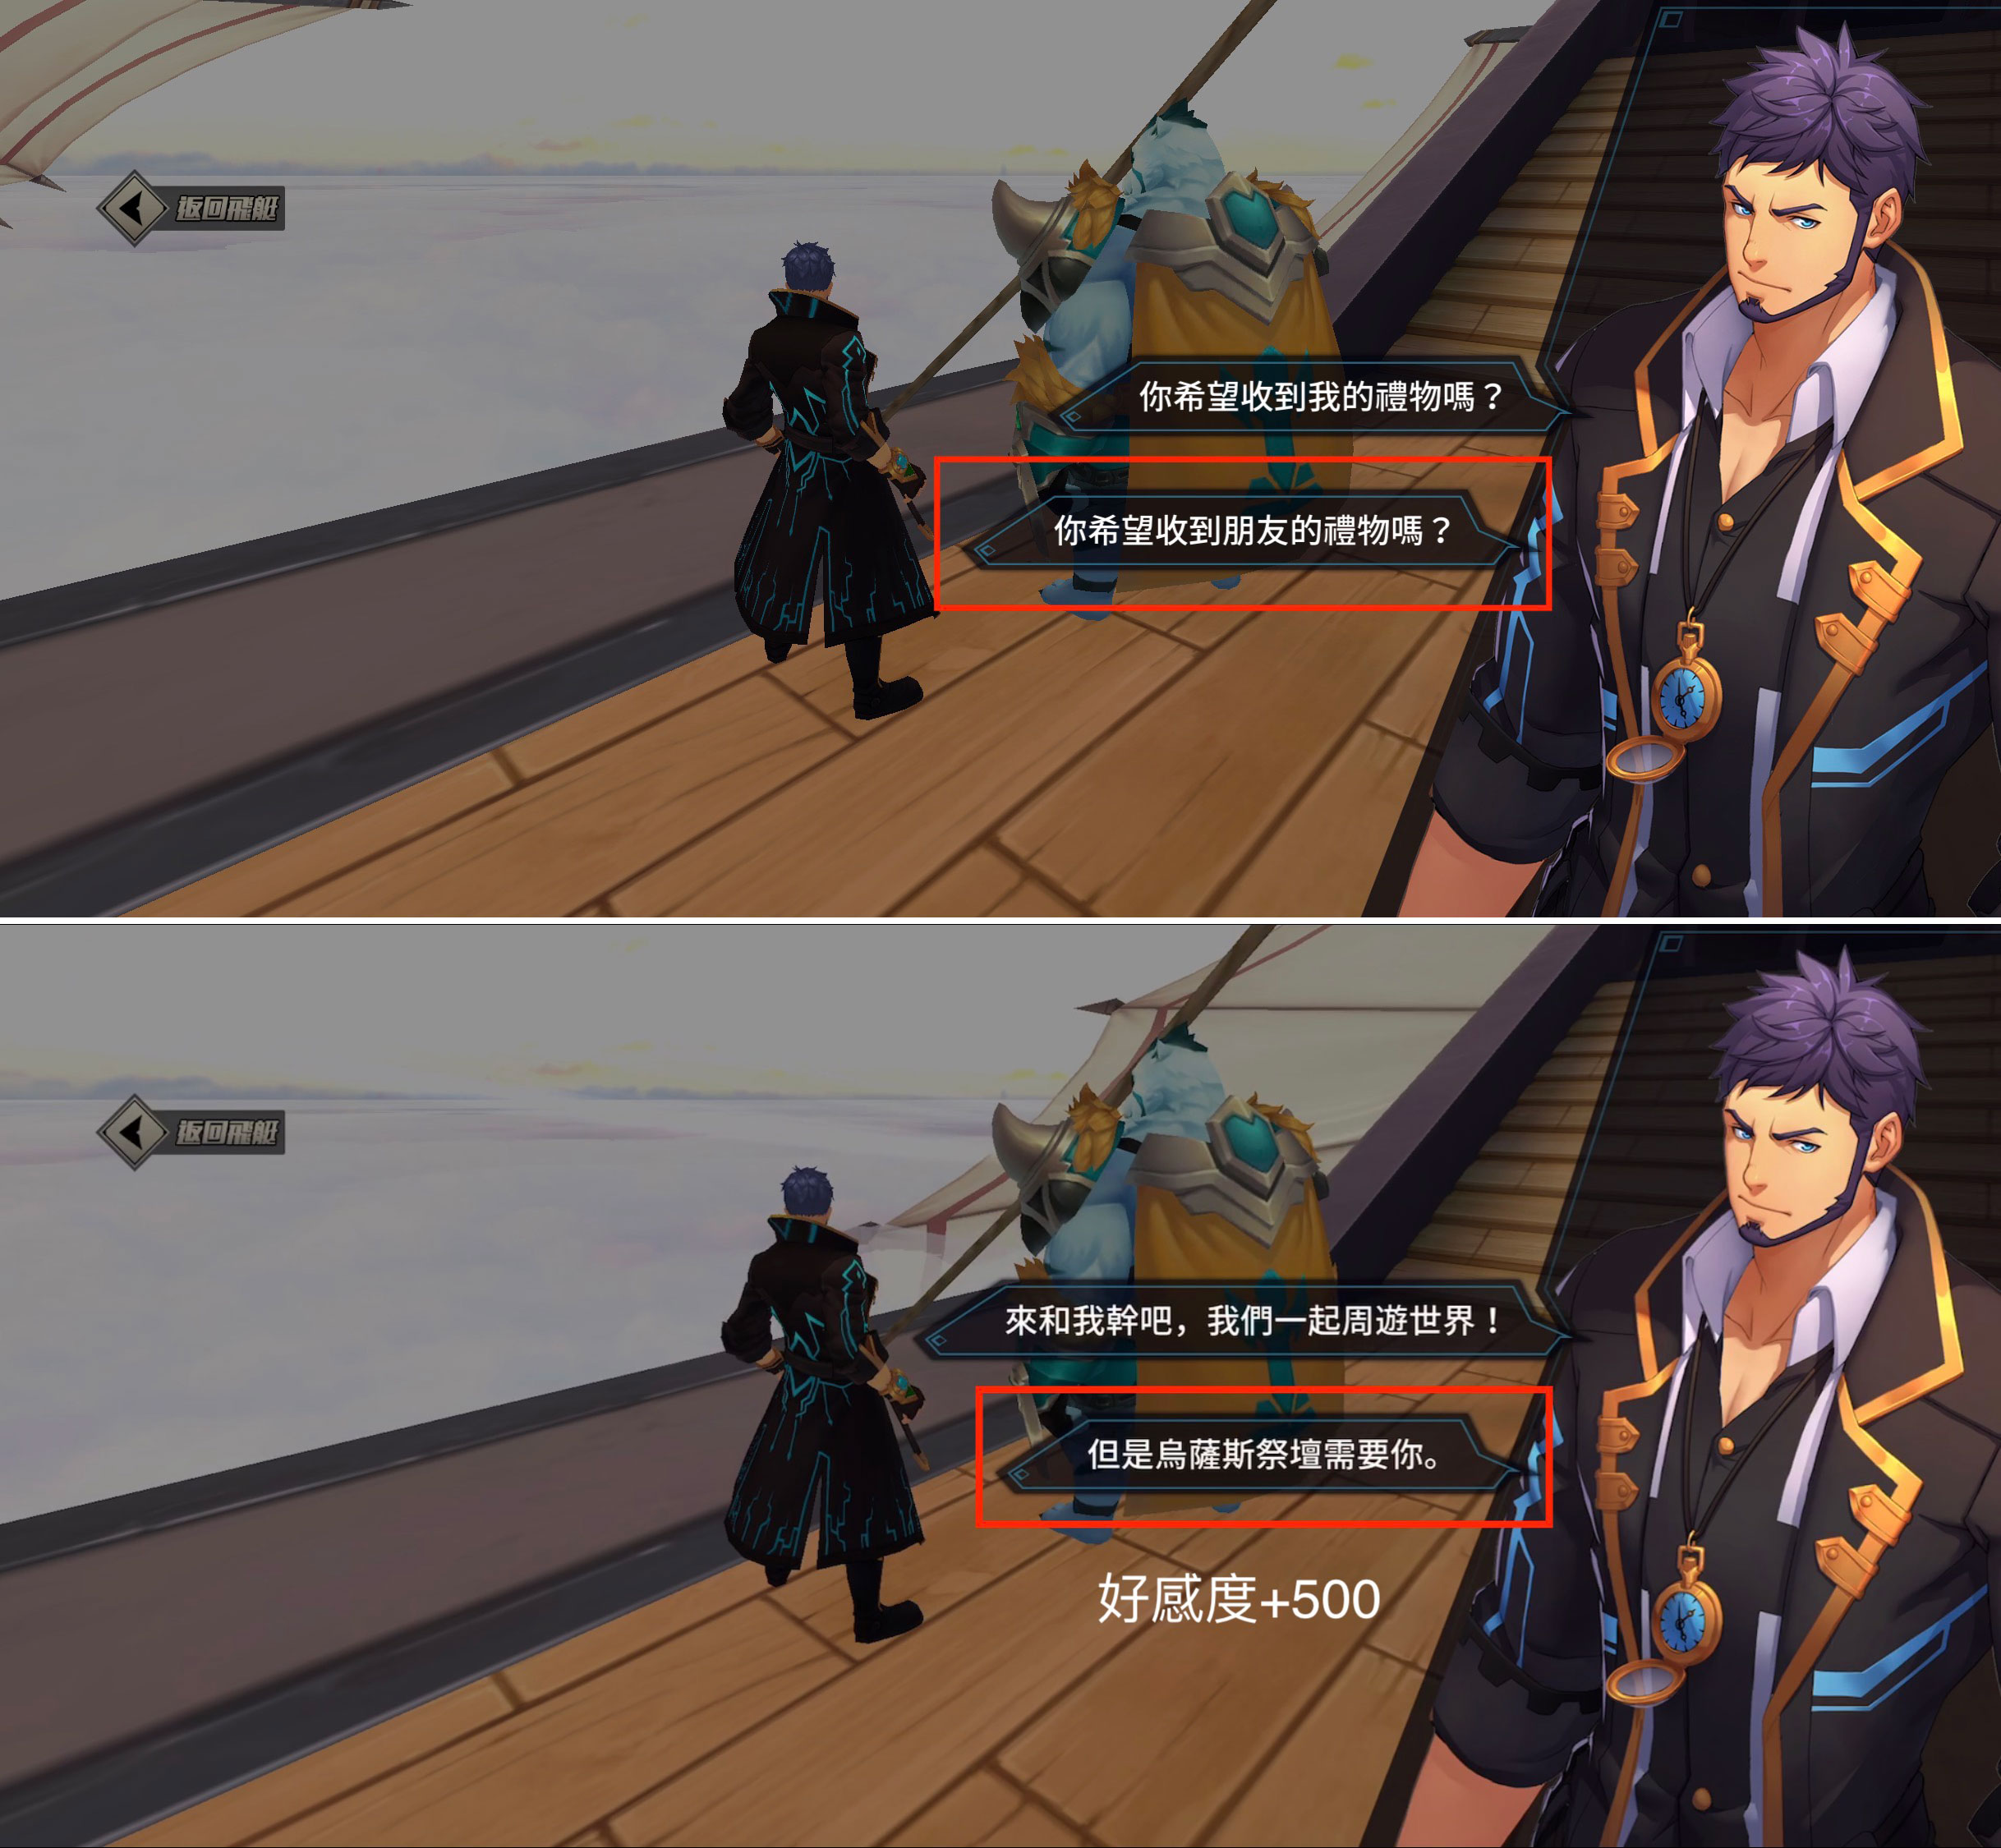 返回飛艇
你希望收到我的禮物嗎？
你希望收到朋友的禮物嗎？
返回飛艇
來和我幹吧，我們一起周遊世界！
但是烏薩斯祭壇需要你。
好感度+500